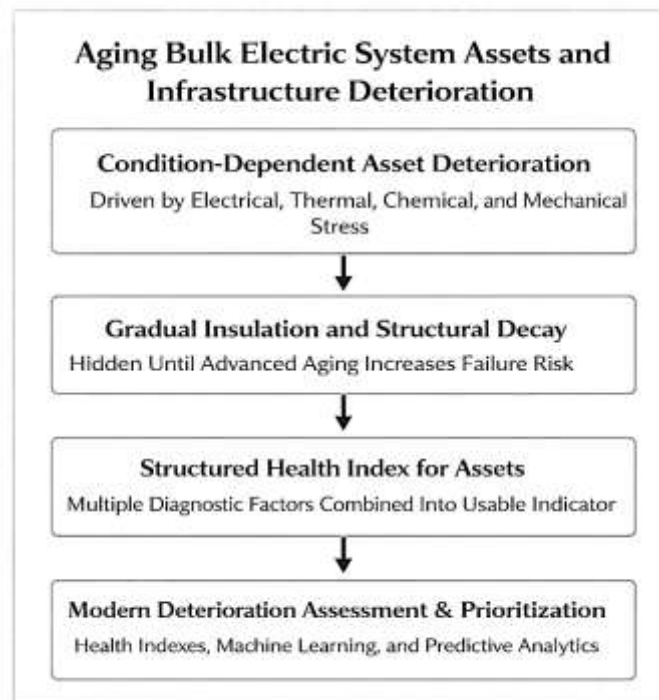 Aging Bulk Electric System Assets and
Infrastructure Deterioration
Condition-Dependent Asset Deterioration
Driven by Electrical, Thermal, Chemical, and Mechanical
Stress
Gradual Insulation and Structural Decay
Hidden Until Advanced Aging Increases Failure Risk
Structured Health Index for Assets
Multiple Diagnostic Factors Combined Into Usable Indicator
Modern Deterioration Assessment & Prioritization
Health Indexes, Machine Learning, and Predictive Analytics